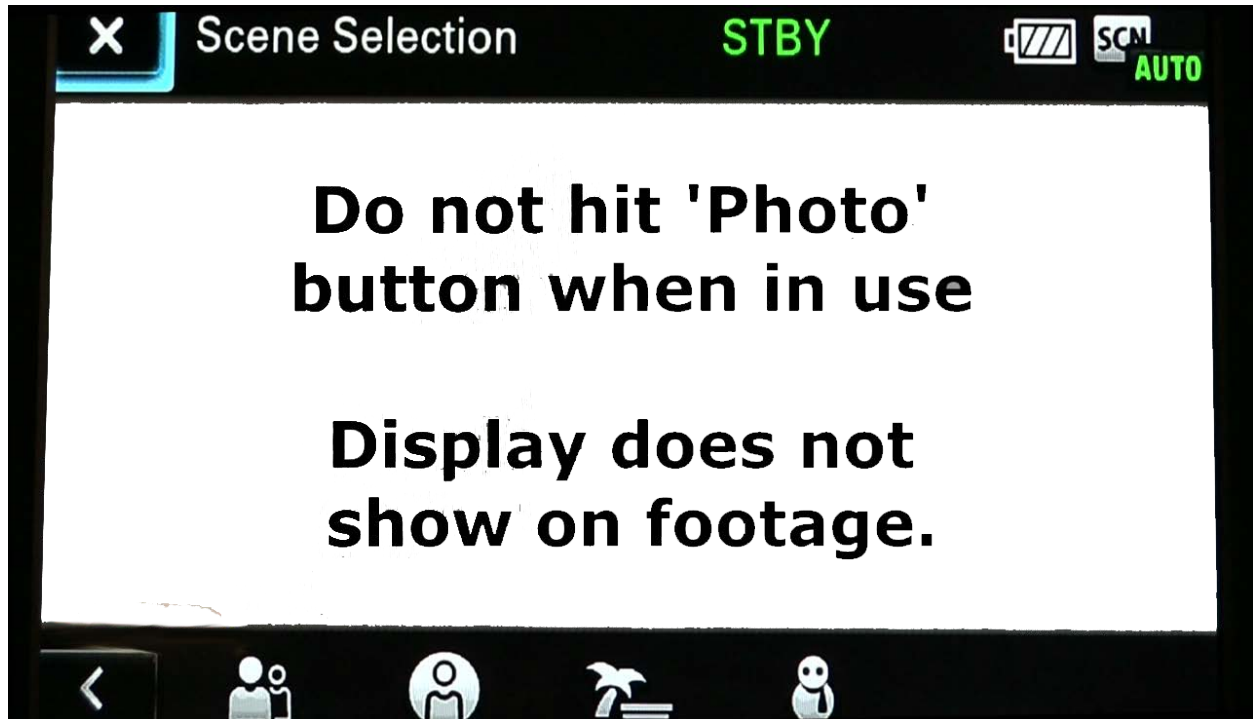 Scene Selection STBY SCN
AUTO
Do not hit 'Photo'
button when in use
Display does not
show on footage.